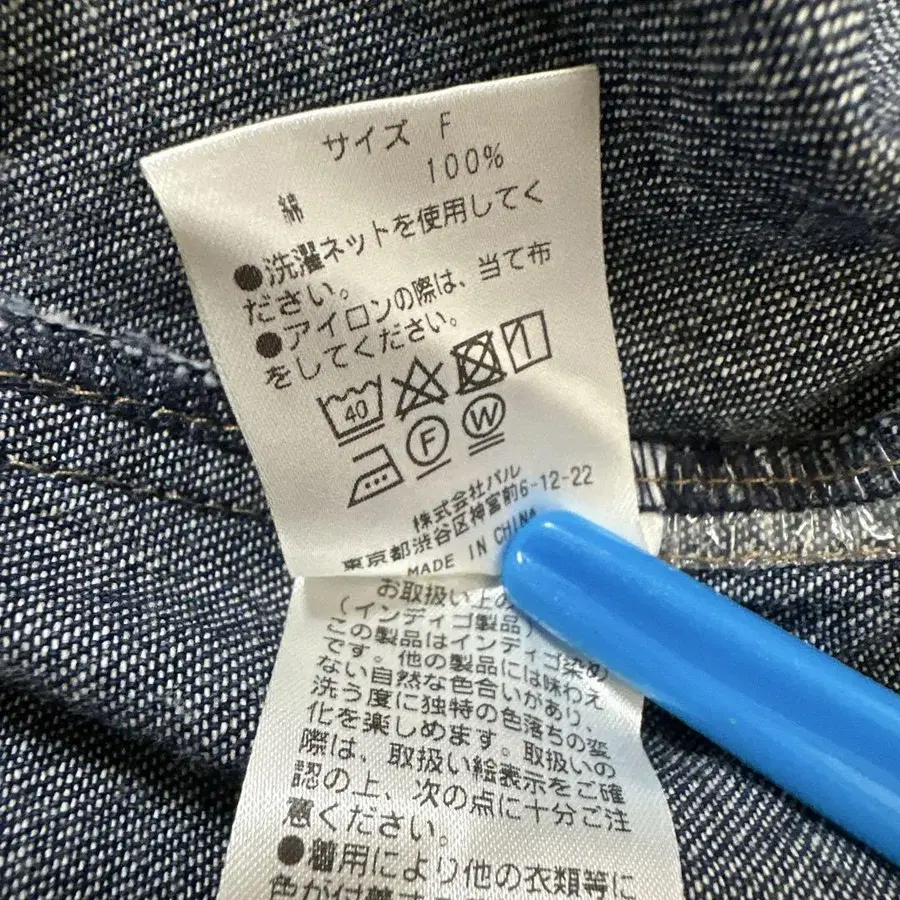 サイズ F
綿 100%
●洗濯ネットを使用してく
ださい。
●アイロンの際は、当て布
をしてください。
40
F W
株式会社パル
東京都渋谷区神宮前6-12-22
MADE IN CHINA
お取扱い上の
(インディゴ製品)
この製品はインディゴ染め
です。他の製品には味わえ
ない自然な色合いがあり、
洗う度に独特の色落ちの変
化を楽しめます。取扱いの
際は、取扱い絵表示をご確
認の上、次の点に十分ご注
意ください。
●着用により他の衣類等に
色が付着する